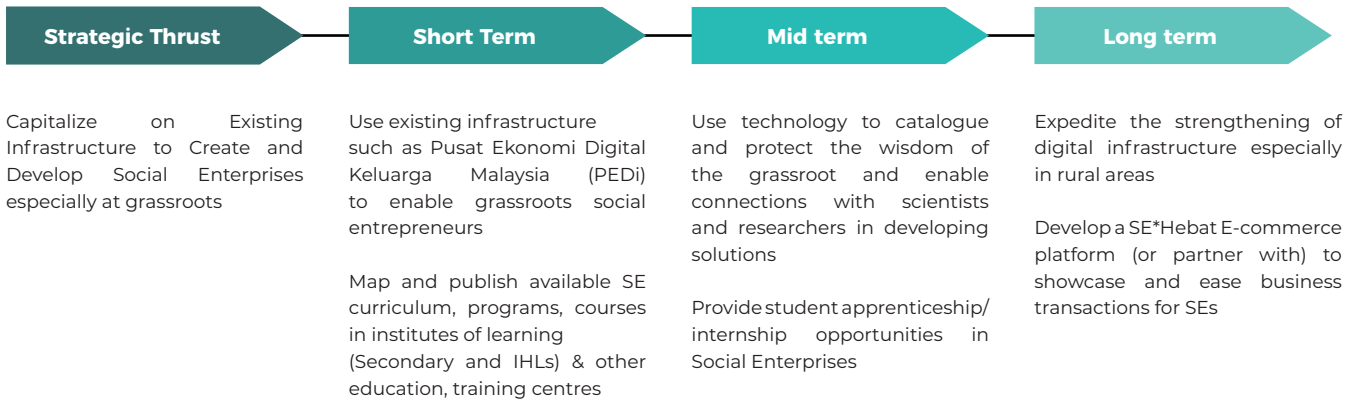 Strategic Thrust
Short Term
Mid term
Long term
Capitalize on Existing
Infrastructure to Create and
Develop Social Enterprises
especially at grassroots
Use existing infrastructure
such as Pusat Ekonomi Digital
Keluarga Malaysia (PEDi)
to enable grassroots social
entrepreneurs
Map and publish available SE
curriculum, programs, courses
in institutes of learning
(Secondary and IHLs) & other
education, training centres
Use technology to catalogue
and protect the wisdom of
the grassroot and enable
connections with scientists
and researchers in developing
solutions
Provide student apprenticeship/
internship opportunities in
Social Enterprises
Expedite the strengthening of
digital infrastructure especially
in rural areas
Develop a SE*Hebat E-commerce
platform (or partner with) to
showcase and ease business
transactions for SEs